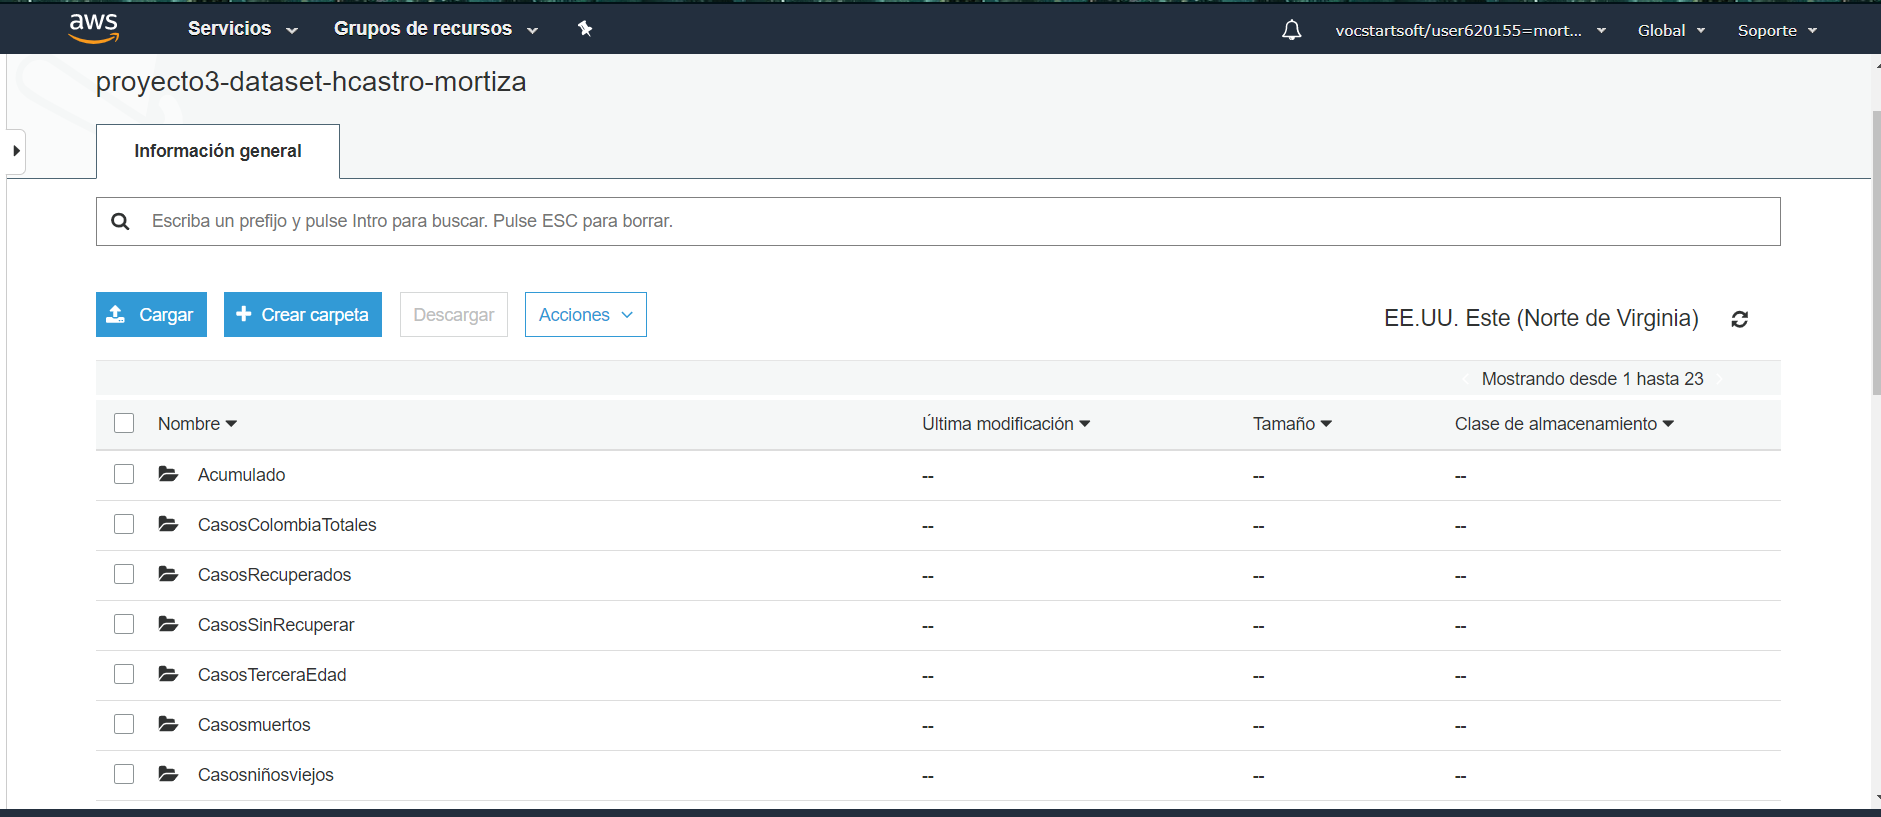 aws Servicios Grupos de recursos vocstartsoft/user620155=mort... Global Soporte
proyecto3-dataset-hcastro-mortiza
Información general
Escriba un prefijo y pulse Intro para buscar. Pulse ESC para borrar.
Cargar Crear carpeta Descargar Acciones EE.UU. Este (Norte de Virginia)
Mostrando desde 1 hasta 23
Nombre Última modificación Tamaño Clase de almacenamiento
Acumulado -- -- --
CasosColombiaTotales -- -- --
CasosRecuperados -- -- --
CasosSinRecuperar -- -- --
CasosTerceraEdad -- -- --
Casosmuertos -- -- --
Casosniñosviejos -- -- --